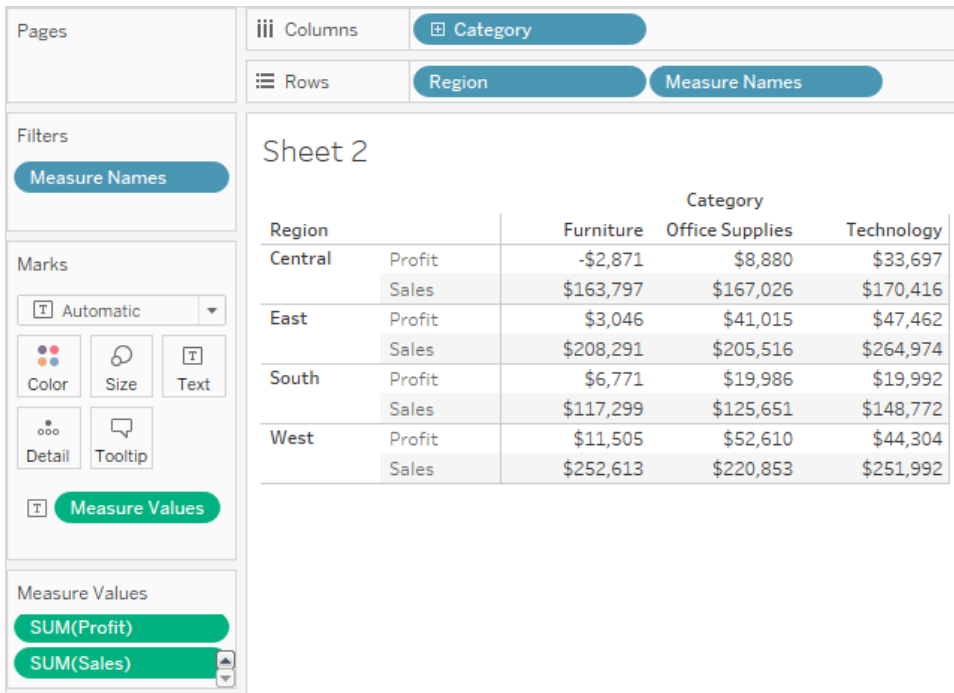 Pages
Columns
Category
Rows
Region Measure Names
Filters
Measure Names
Marks
T Automatic
Color Size T Text
Detail Tooltip
T Measure Values
Measure Values
SUM(Profit)
SUM(Sales)
Sheet 2
Category
Region Furniture Office Supplies Technology
Central Profit -$2,871 $8,880 $33,697
Sales $163,797 $167,026 $170,416
East Profit $3,046 $41,015 $47,462
Sales $208,291 $205,516 $264,974
South Profit $6,771 $19,986 $19,992
Sales $117,299 $125,651 $148,772
West Profit $11,505 $52,610 $44,304
Sales $252,613 $220,853 $251,992